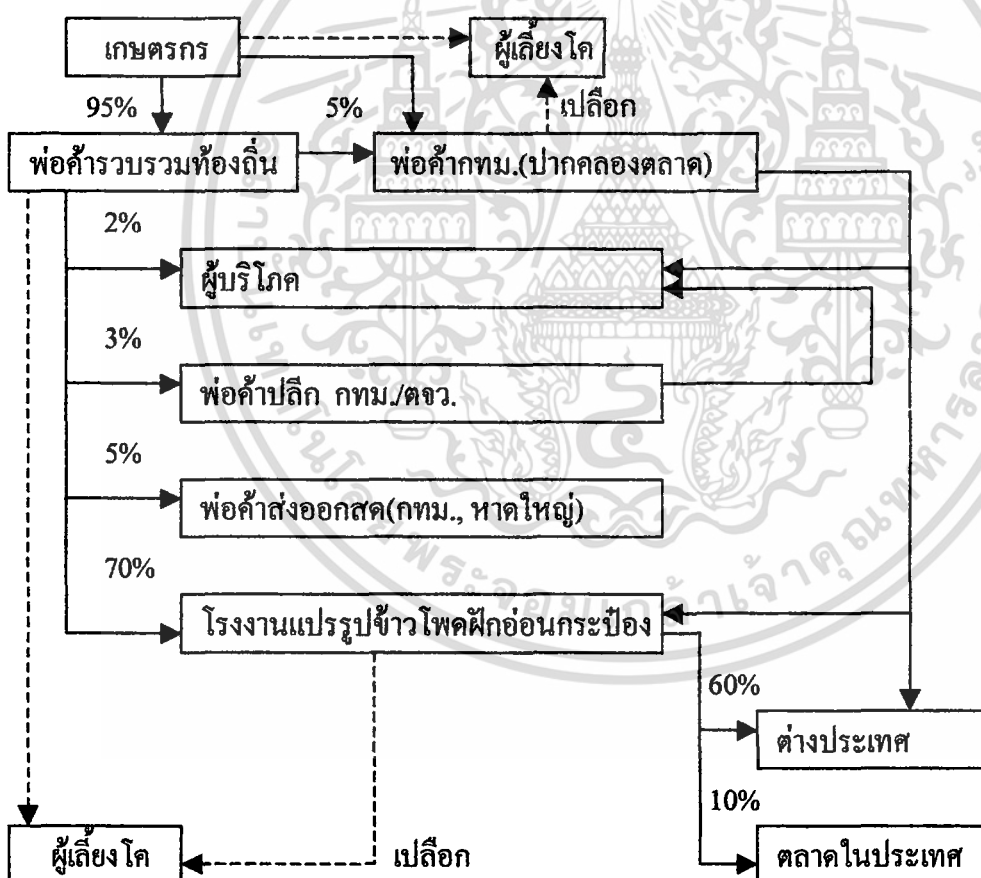 เกษตรกร
ผู้เลี้ยงโค
95%
5%
เปลือก
พ่อค้ารวบรวมท้องถิ่น
พ่อค้ากทม.(ปากคลองตลาด)
2%
ผู้บริโภค
3%
พ่อค้าปลีก กทม./ตจว.
5%
พ่อค้าส่งออกสด(กทม., หาดใหญ่)
70%
โรงงานแปรรูปข้าวโพดฝักอ่อนกระป๋อง
60%
ต่างประเทศ
10%
ผู้เลี้ยงโค
เปลือก
ตลาดในประเทศ